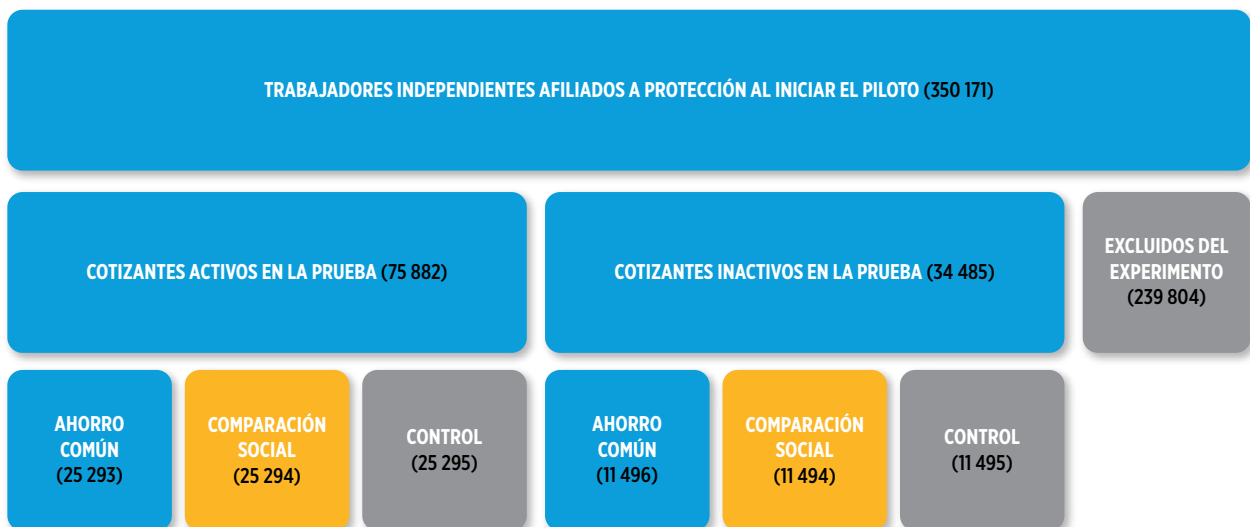 TRABAJADORES INDEPENDIENTES AFILIADOS A PROTECCIÓN AL INICIAR EL PILOTO (350 171)
COTIZANTES ACTIVOS EN LA PRUEBA (75 882)
COTIZANTES INACTIVOS EN LA PRUEBA (34 485)
EXCLUIDOS DEL
EXPERIMENTO
(239 804)
AHORRO
COMÚN
(25 293)
COMPARACIÓN
SOCIAL
(25 294)
CONTROL
(25 295)
AHORRO
COMÚN
(11 496)
COMPARACIÓN
SOCIAL
(11 494)
CONTROL
(11 495)